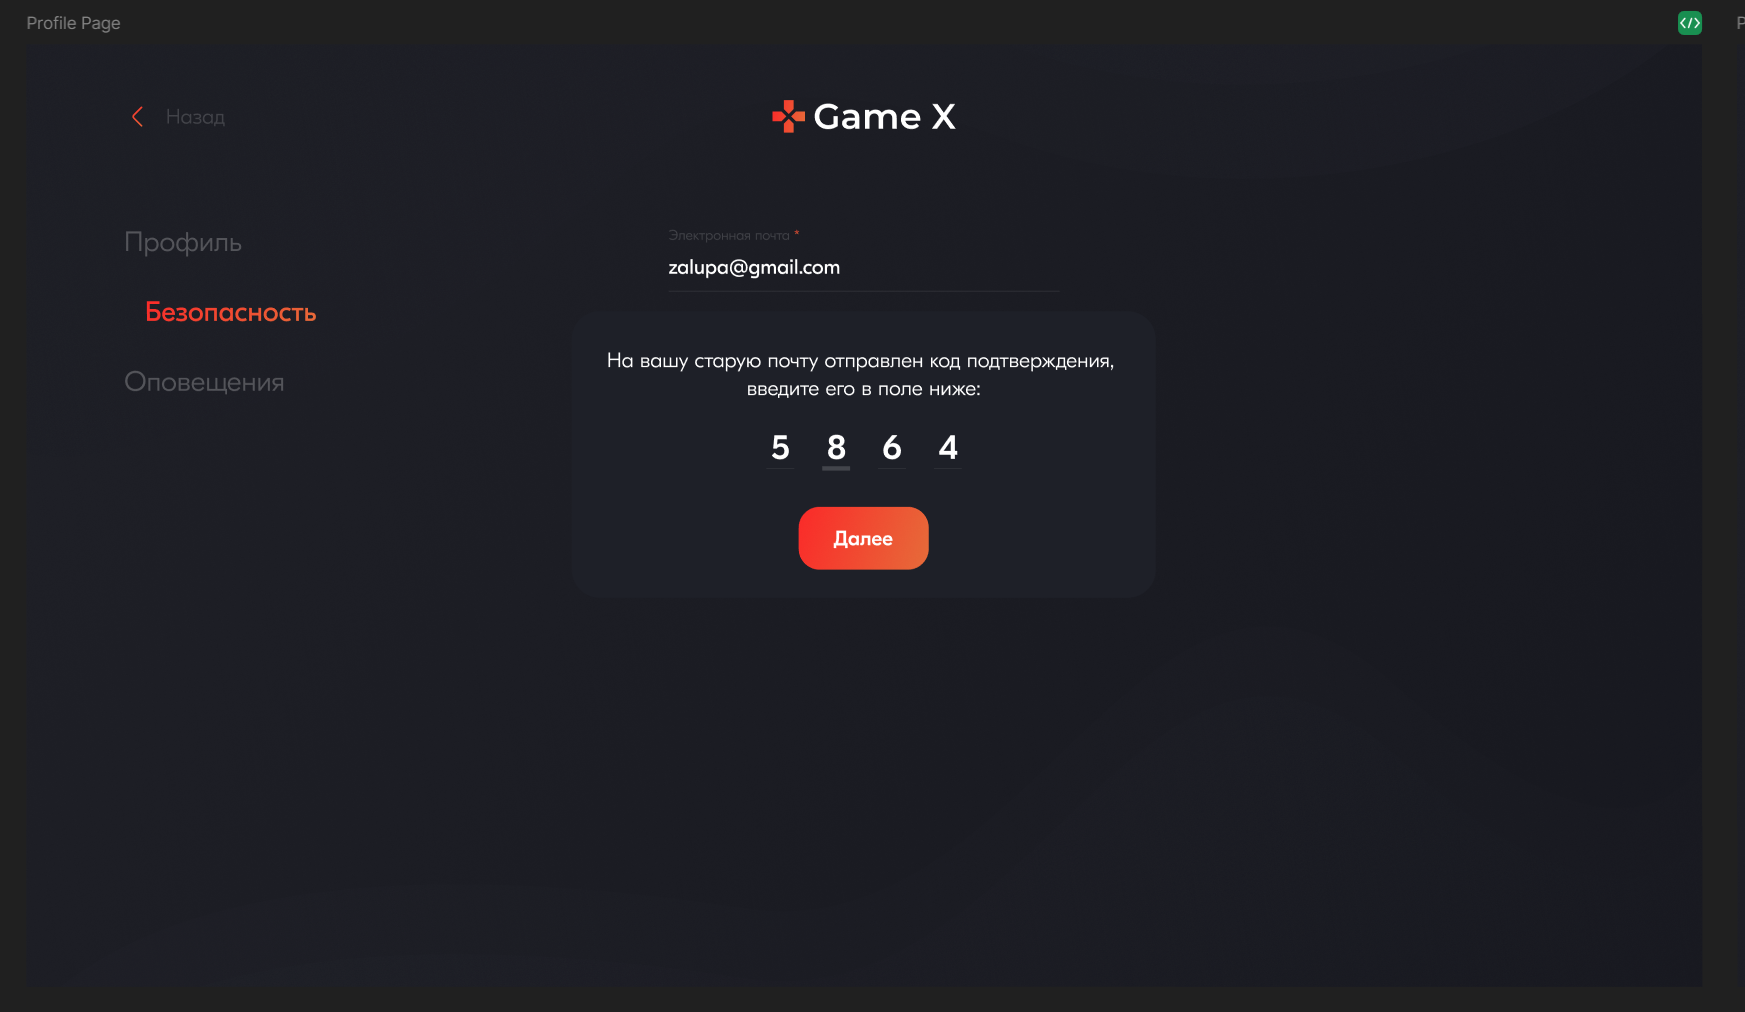 Profile Page
Назад
Game X
Профиль
Безопасность
Оповещения
Электронная почта *
zalupa@gmail.com
На вашу старую почту отправлен код подтверждения,
введите его в поле ниже:
5 8 6 4
Далее